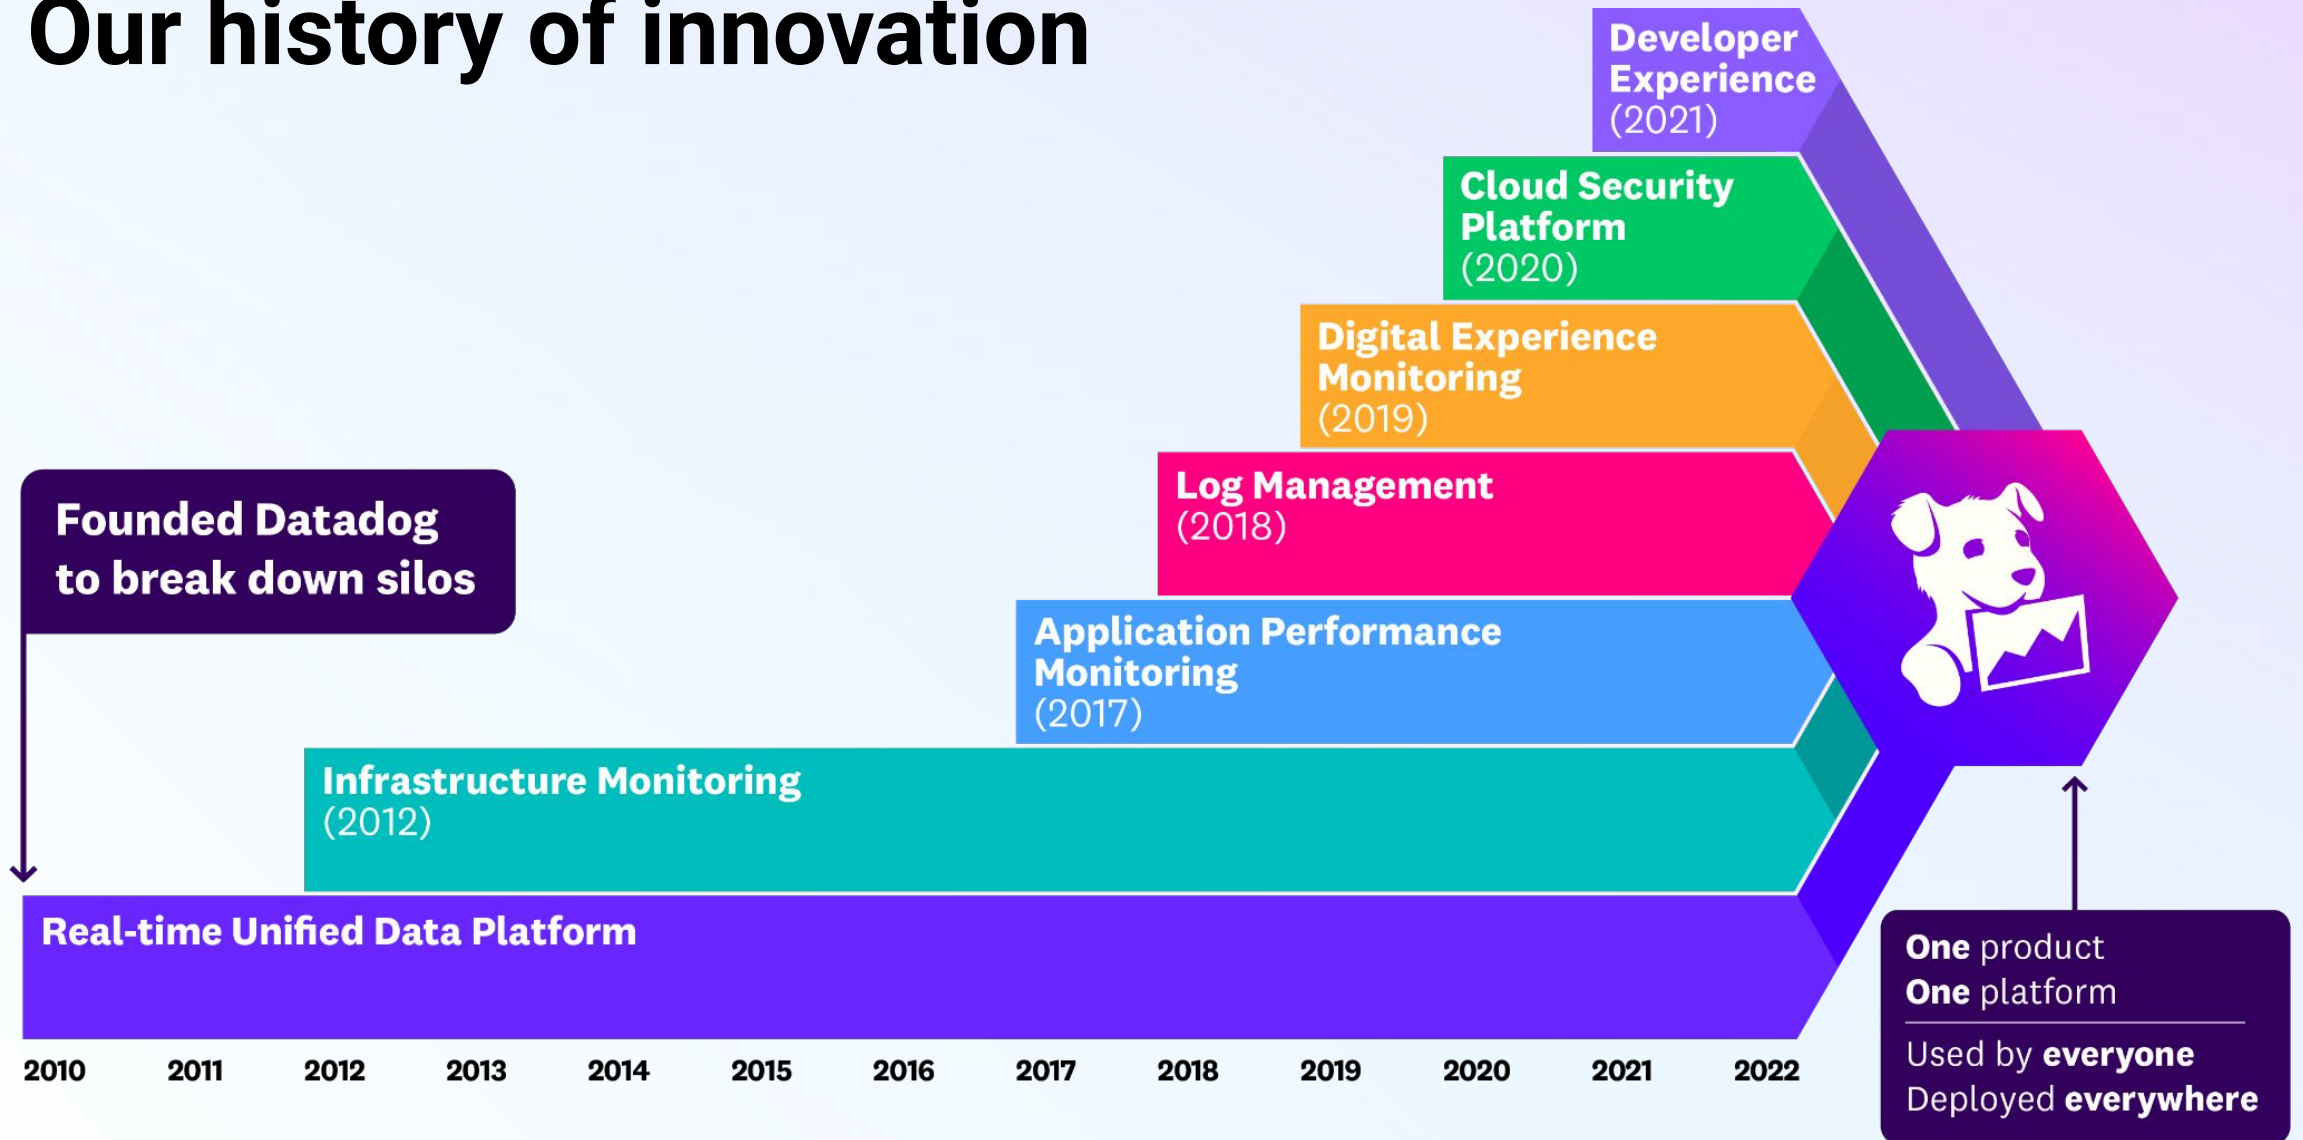 Our history of innovation
Developer
Experience
(2021)
Cloud Security
Platform
(2020)
Digital Experience
Monitoring
(2019)
Log Management
(2018)
Founded Datadog
to break down silos
Application Performance
Monitoring
(2017)
Infrastructure Monitoring
(2012)
Real-time Unified Data Platform
2010 2011 2012 2013 2014 2015 2016 2017 2018 2019 2020 2021 2022
One product
One platform
Used by everyone
Deployed everywhere